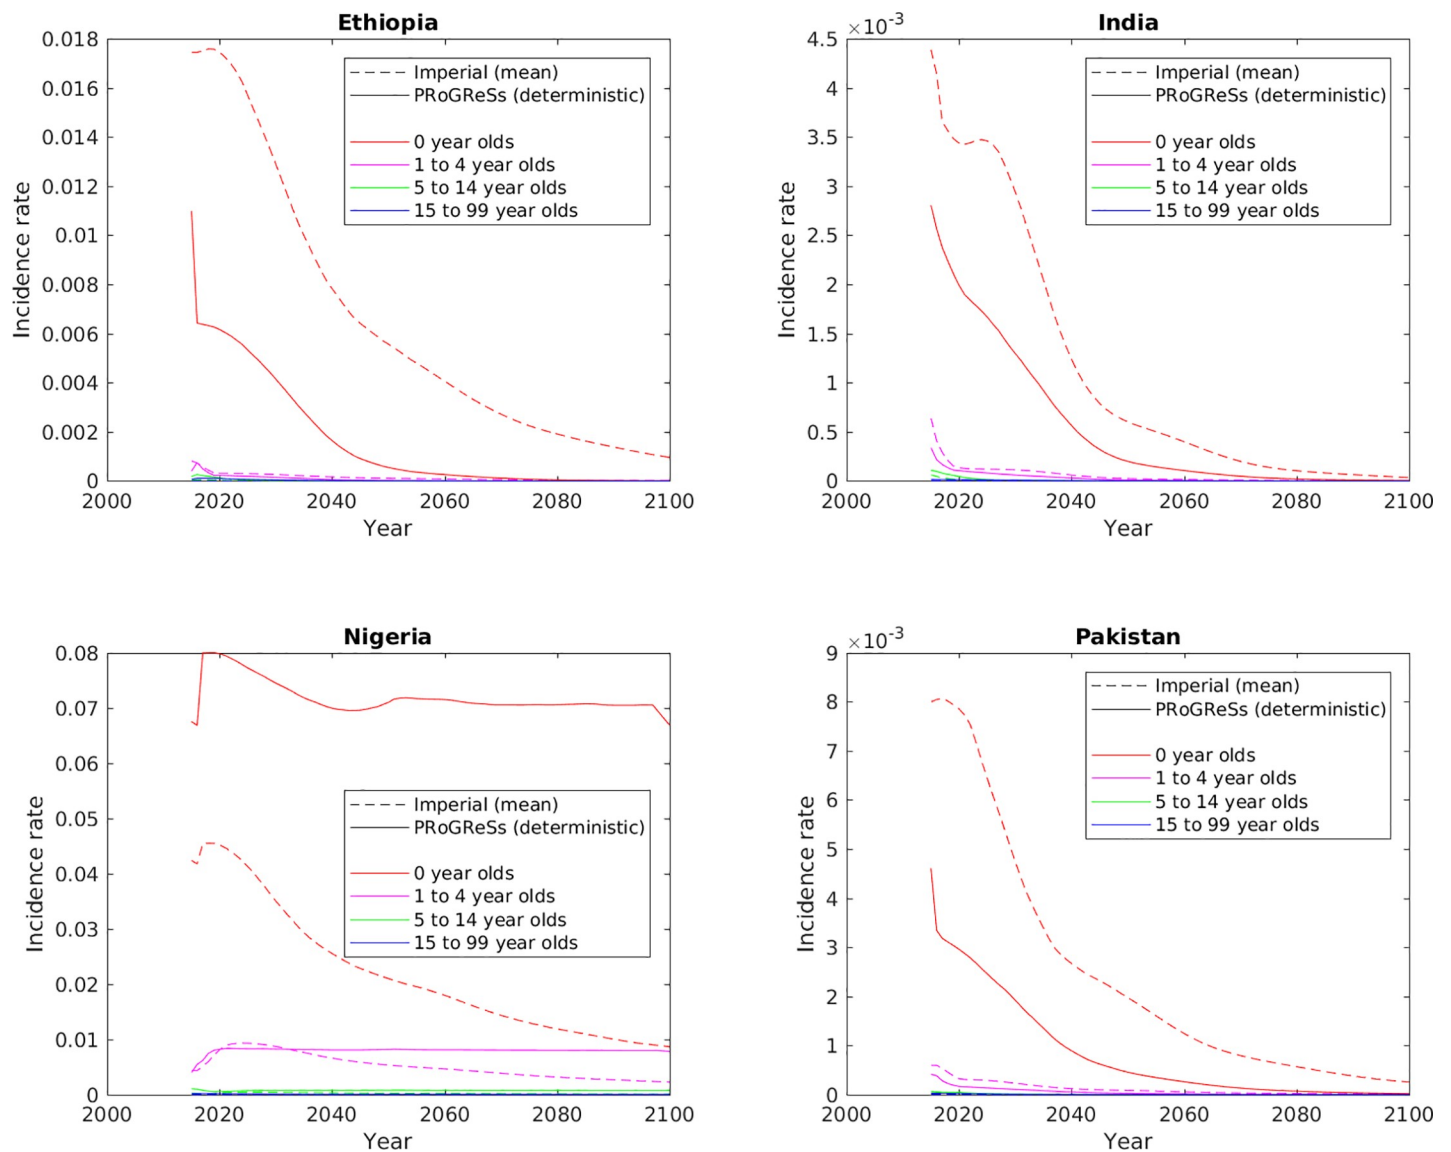 Ethiopia
0.018
0.016
0.014
0.012
0.01
0.008
0.006
0.004
0.002
0
Incidence rate
2000 2020 2040 2060 2080 2100
Year
Imperial (mean)
PRoGReSs (deterministic)
0 year olds
1 to 4 year olds
5 to 14 year olds
15 to 99 year olds
India
×10⁻³
4.5
4
3.5
3
2.5
2
1.5
1
0.5
0
Incidence rate
2000 2020 2040 2060 2080 2100
Year
Imperial (mean)
PRoGReSs (deterministic)
0 year olds
1 to 4 year olds
5 to 14 year olds
15 to 99 year olds
Nigeria
0.08
0.07
0.06
0.05
0.04
0.03
0.02
0.01
0
Incidence rate
2000 2020 2040 2060 2080 2100
Year
Imperial (mean)
PRoGReSs (deterministic)
0 year olds
1 to 4 year olds
5 to 14 year olds
15 to 99 year olds
Pakistan
×10⁻³
9
8
7
6
5
4
3
2
1
0
Incidence rate
2000 2020 2040 2060 2080 2100
Year
Imperial (mean)
PRoGReSs (deterministic)
0 year olds
1 to 4 year olds
5 to 14 year olds
15 to 99 year olds